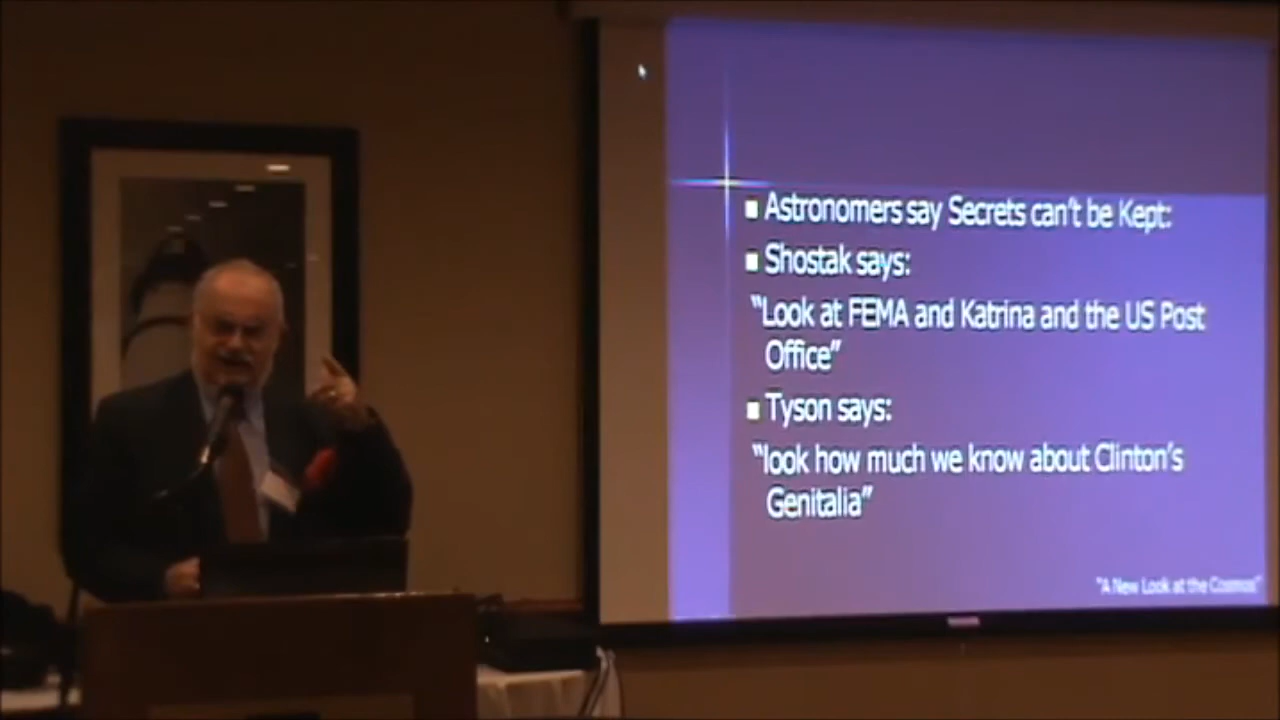 Astronomers say Secrets can't be Kept:
Shostak says:
"Look at FEMA and Katrina and the US Post
Office"
Tyson says:
"look how much we know about Clinton's
Genitalia"
"A New Look at the Cosmos"